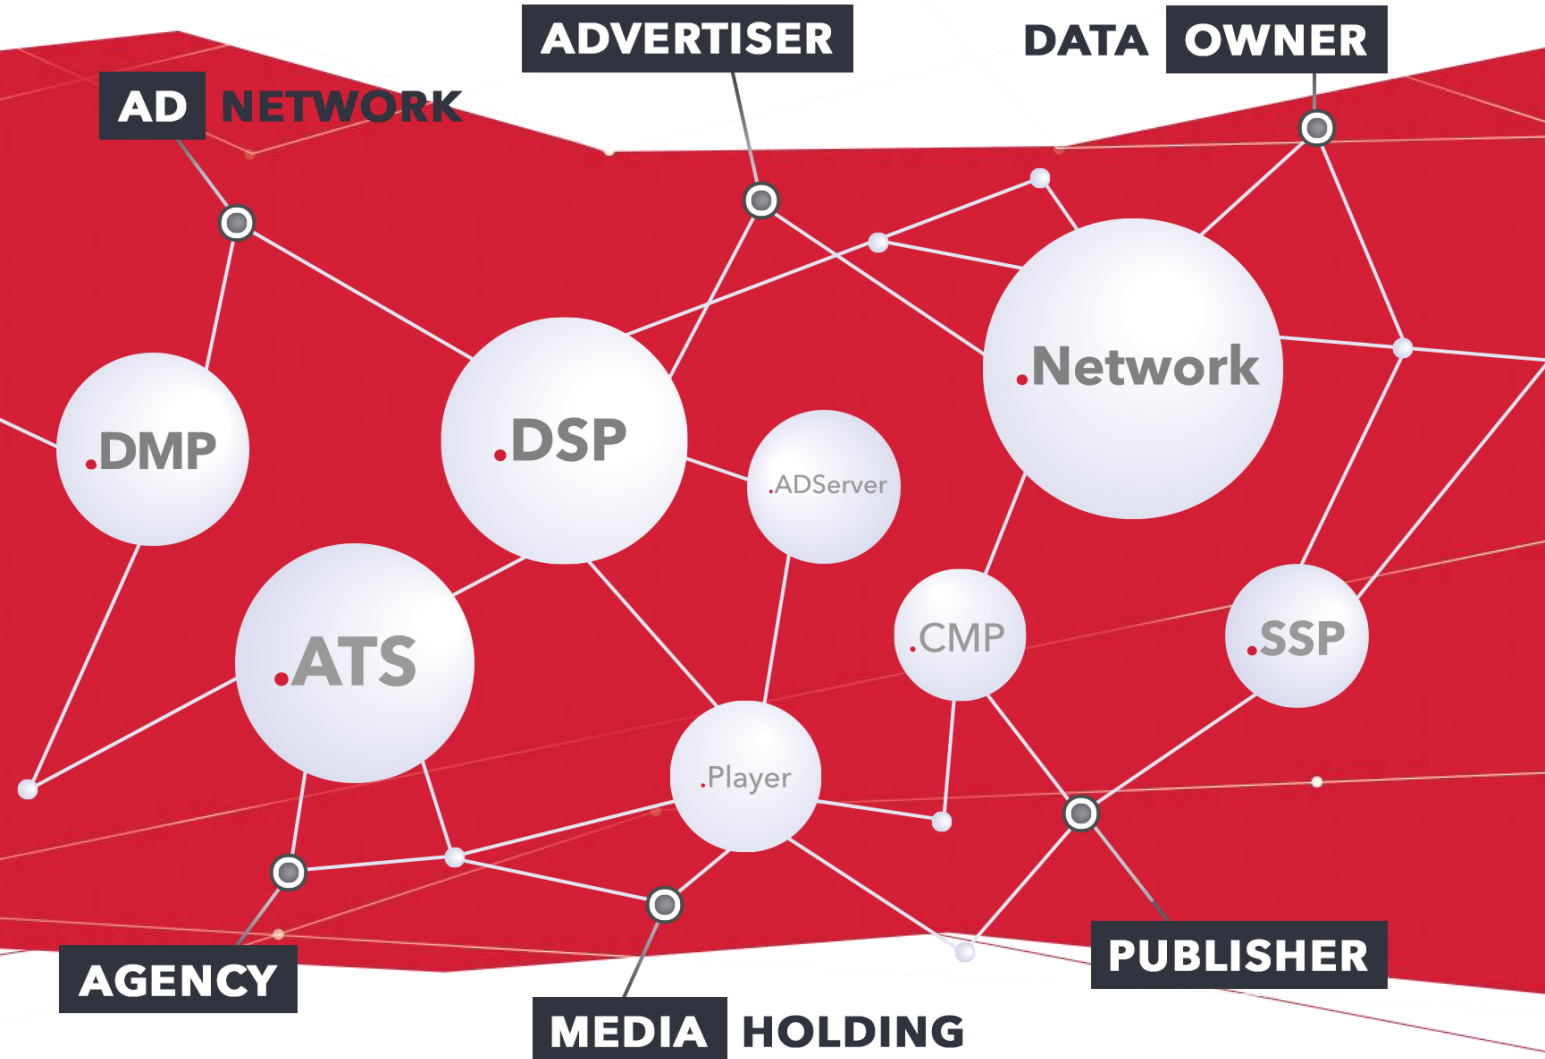 ADVERTISER
DATA OWNER
AD NETWORK
.Network
.DMP
.DSP
.ADServer
.ATS
.CMP
.SSP
.Player
AGENCY
PUBLISHER
MEDIA HOLDING